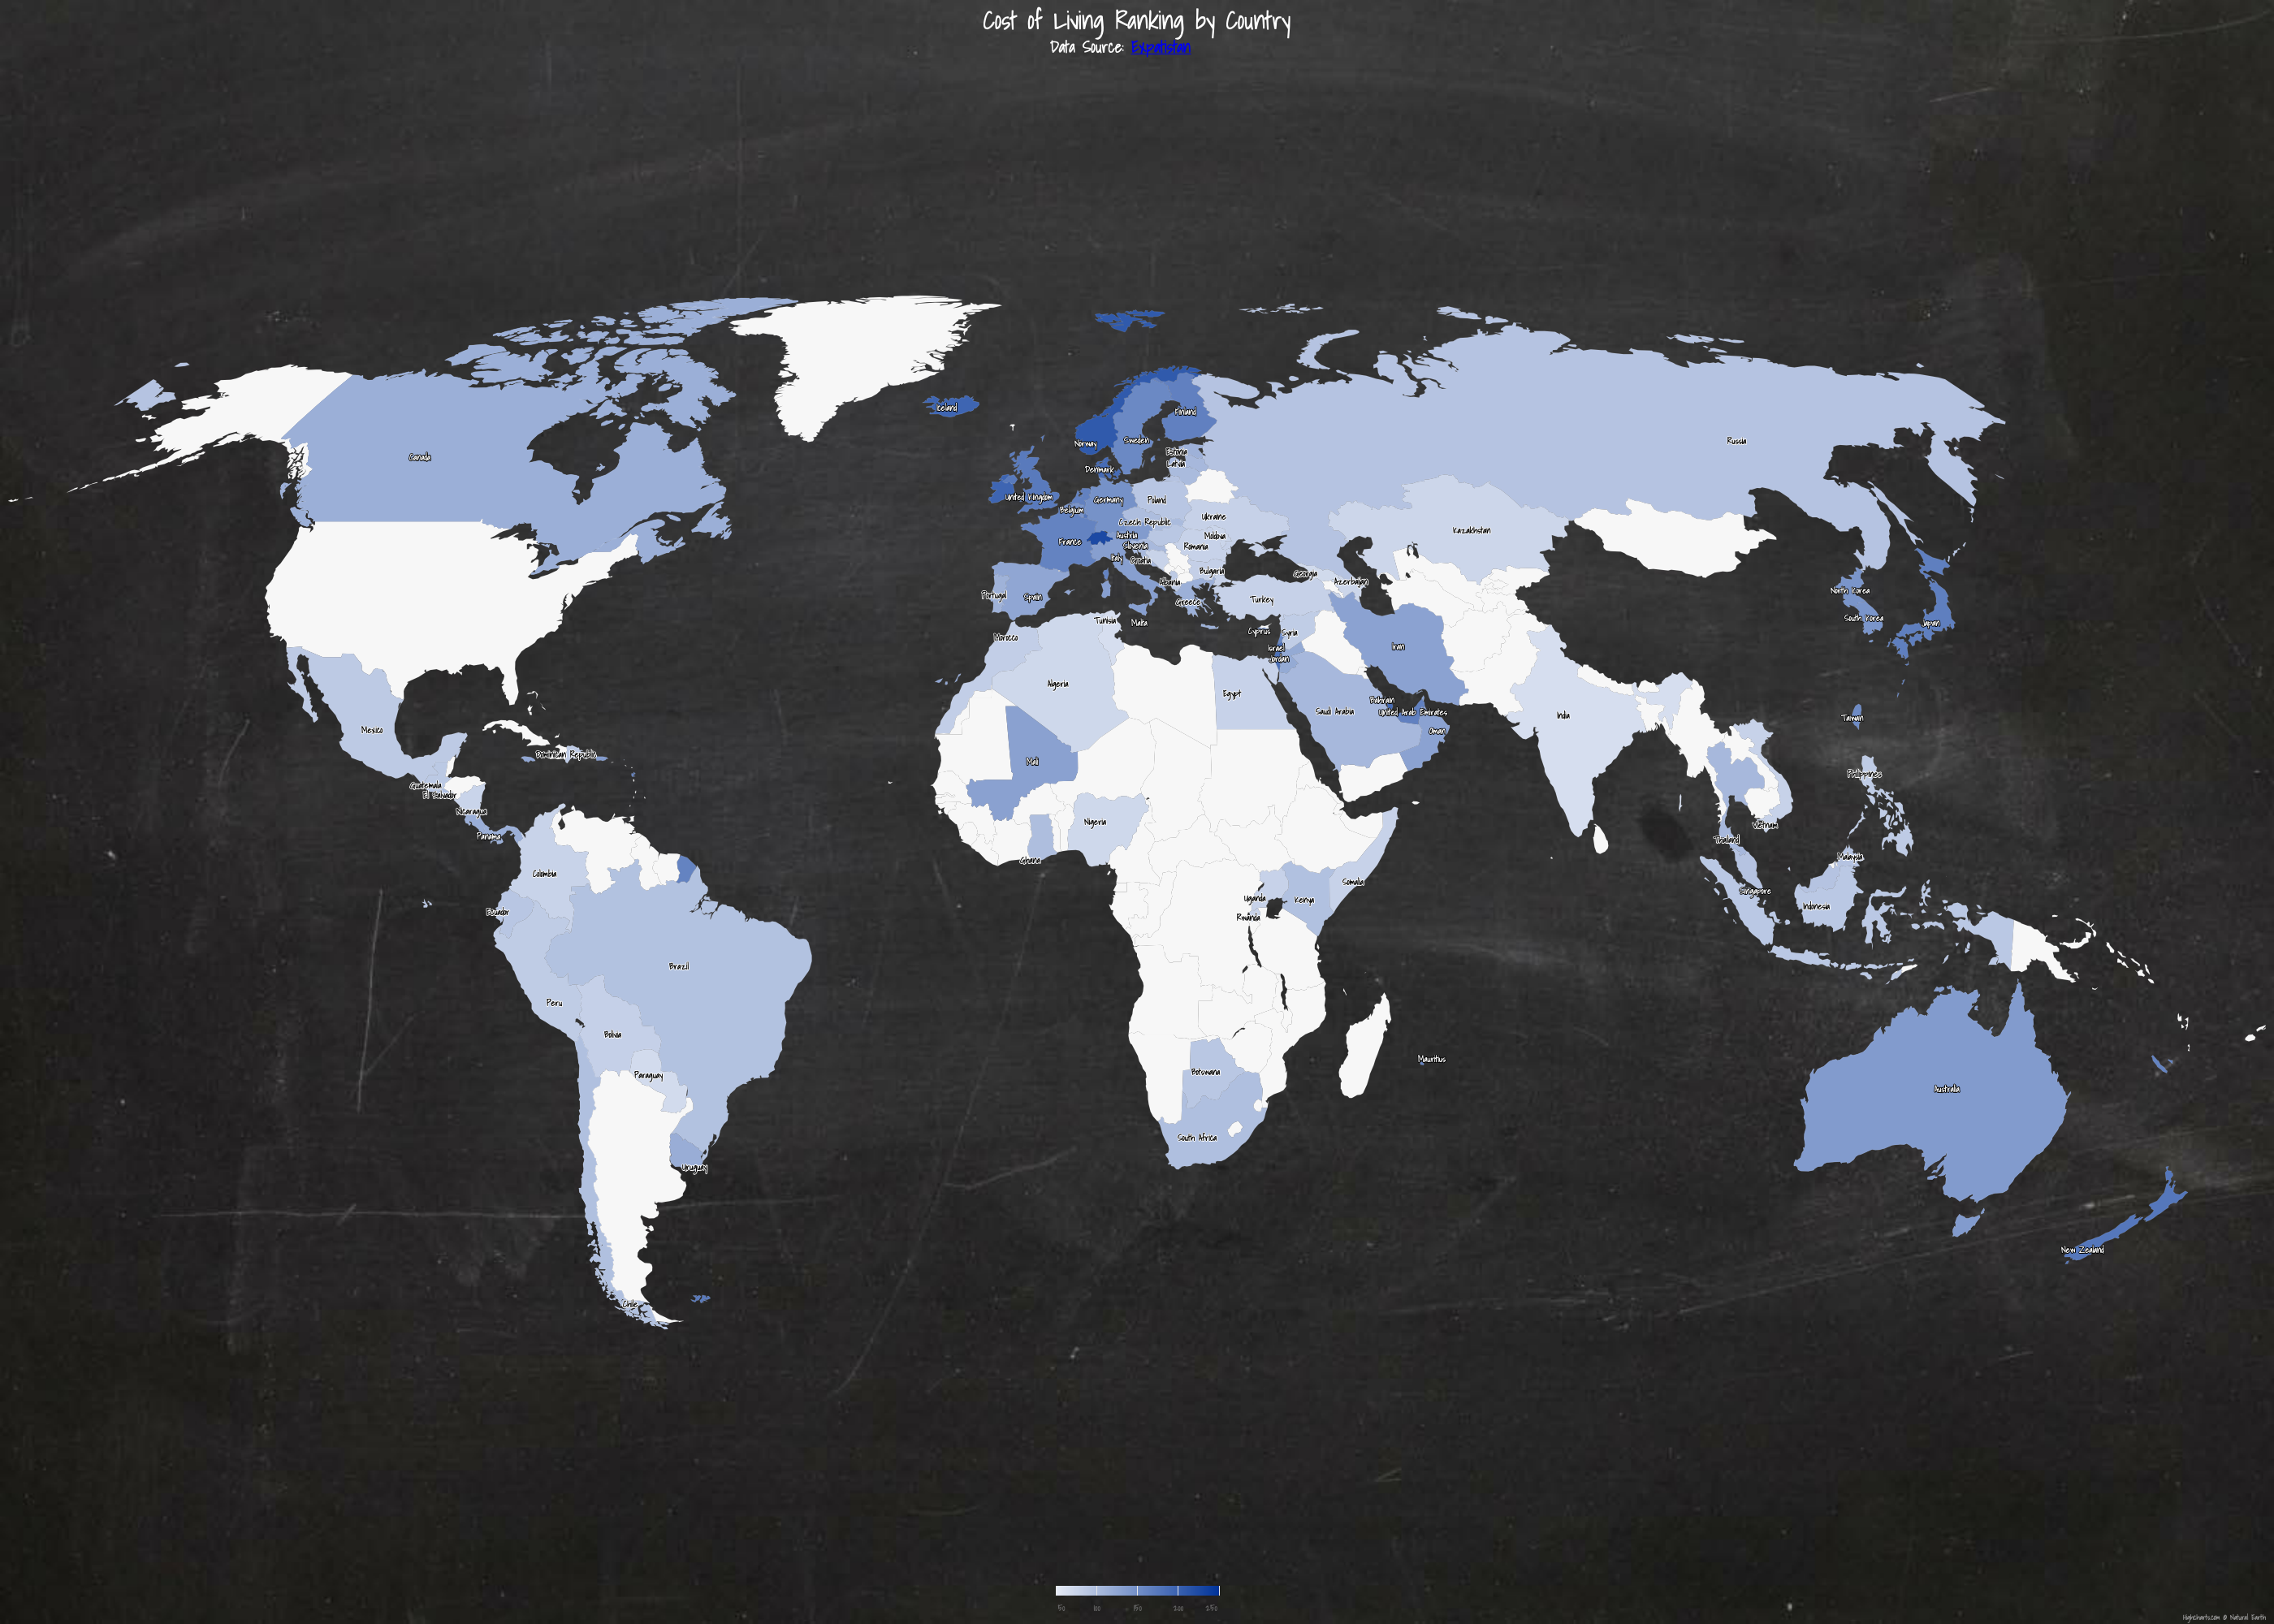 Cost of Living Ranking by Country
Data Source: Expatistan
Iceland
Finland
Norway
Sweden
Russia
Canada
Estonia
Latvia
Denmark
United Kingdom
Germany
Poland
Belgium
Ukraine
Czech Republic
Kazakhstan
Austria
Moldova
France
Slovenia
Romania
Italy
Croatia
Bulgaria
Georgia
Albania
Azerbaijan
North Korea
Portugal
Spain
Greece
Turkey
Tunisia
Malta
South Korea
Japan
Cyprus
Syria
Morocco
Israel
Iran
Jordan
Algeria
Egypt
Bahrain
Saudi Arabia
United Arab Emirates
India
Taiwan
Mexico
Oman
Dominican Republic
Mali
Philippines
Guatemala
El Salvador
Nicaragua
Nigeria
Vietnam
Panama
Thailand
Ghana
Malaysia
Colombia
Somalia
Singapore
Uganda
Kenya
Indonesia
Ecuador
Rwanda
Brazil
Peru
Bolivia
Mauritius
Botswana
Paraguay
Australia
South Africa
Uruguay
New Zealand
Chile
50 100 150 200 250
Highcharts.com © Natural Earth